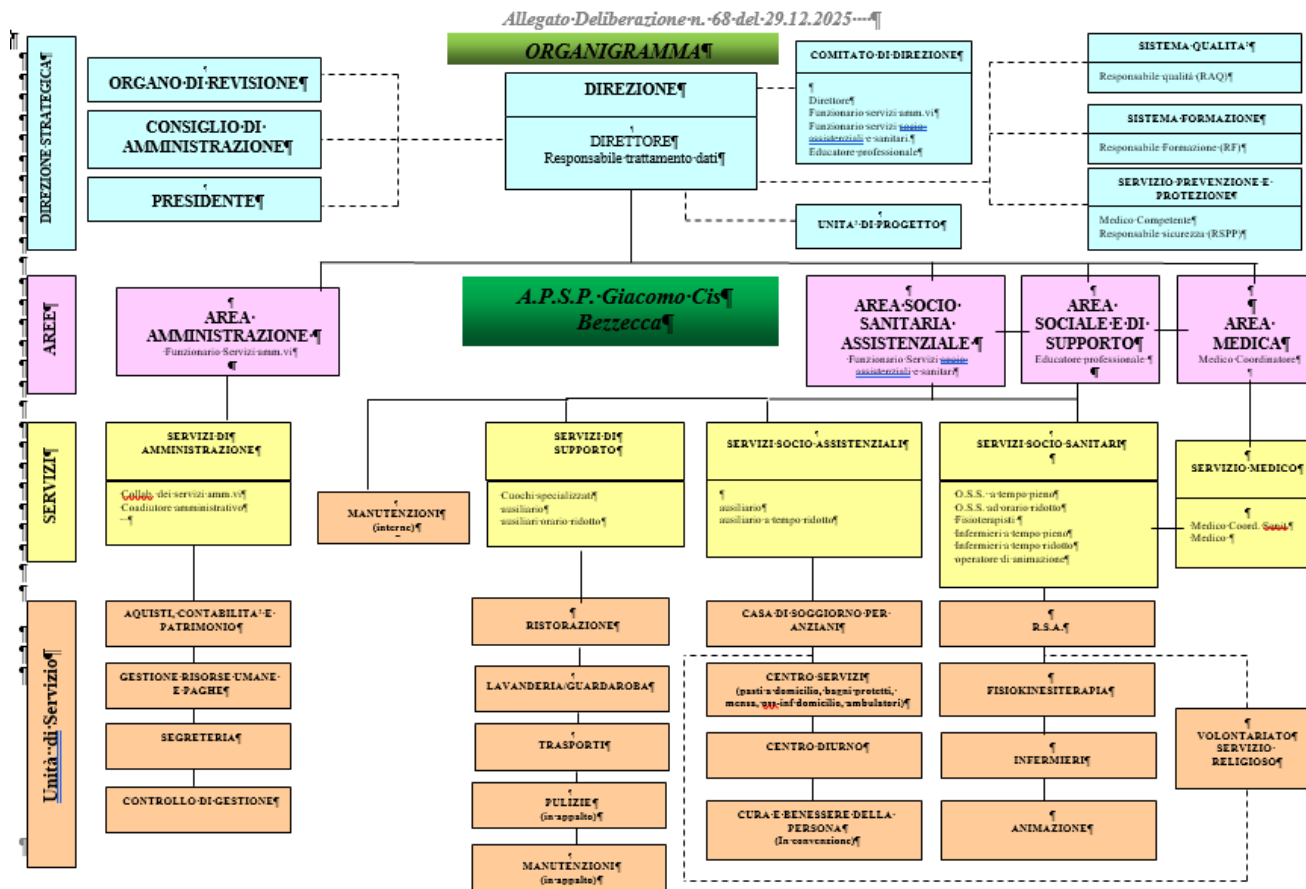 Allegato·Deliberazione·n.·68·del·29.12.2025····¶
ORGANIGRAMMA¶
DIREZIONE·STRATEGICA¶
¶
ORGANO·DI·REVISIONE¶
CONSIGLIO·DI·
AMMINISTRAZIONE¶
¶
PRESIDENTE¶
DIREZIONE¶
¶
DIRETTORE¶
Responsabile·trattamento·dati¶
COMITATO·DI·DIREZIONE¶
¶
Direttore¶
Funzionario·servizi·amm.vi¶
Funzionario·servizi·socio-
assistenziali·e·sanitari.¶
Educatore·professionale¶
¶
UNITA'·DI·PROGETTO¶
SISTEMA·QUALITA'¶
Responsabile·qualità·(RAQ)¶
SISTEMA·FORMAZIONE¶
Responsabile·Formazione·(RF)¶
SERVIZIO·PREVENZIONE·E·
PROTEZIONE¶
Medico·Competente¶
Responsabile·sicurezza·(RSPP)¶
AREE¶
¶
AREA·
AMMINISTRAZIONE·¶
·Funzionario·Servizi·amm.vi¶
¶
A.P.S.P.·Giacomo·Cis¶
Bezzecca¶
¶
AREA·SOCIO·
SANITARIA·
ASSISTENZIALE·¶
·Funzionario·Servizi·socio-
assistenziali·e·sanitari¶
¶
AREA·
SOCIALE·E·DI·
SUPPORTO¶
Educatore·professionale·¶
¶
¶
¶
AREA·
MEDICA¶
Medico·Coordinatore¶
¶
SERVIZI¶
SERVIZI·DI¶
AMMINISTRAZIONE¶
·Collab.·dei·servizi·amm.vi¶
Coadiutore·amministrativo¶
··¶
¶
MANUTENZIONI¶
(interne)¶
¶
SERVIZI·DI¶
SUPPORTO¶
·Cuochi·specializzati¶
ausiliario¶
ausiliari·orario·ridotto¶
¶
SERVIZI·SOCIO·ASSISTENZIALI¶
¶
ausiliario¶
ausiliario·a·tempo·ridotto¶
¶
SERVIZI·SOCIO·SANITARI¶
¶
O.S.S.·a·tempo·pieno¶
O.S.S.·ad·orario·ridotto¶
·Fisioterapisti¶
Infermieri·a·tempo·pieno¶
Infermieri·a·tempo·ridotto¶
operatore·di·animazione¶
¶
SERVIZIO·MEDICO¶
¶
·Medico·Coord.·Sanit.¶
·Medico·¶
Unità··di·Servizio
AQUISTI,·CONTABILITA'·E·
PATRIMONIO¶
GESTIONE·RISORSE·UMANE·
E·PAGHE¶
SEGRETERIA¶
CONTROLLO·DI·GESTIONE¶
¶
RISTORAZIONE¶
¶
LAVANDERIA/GUARDAROBA¶
¶
TRASPORTI¶
¶
PULIZIE¶
(in·appalto)¶
¶
MANUTENZIONI¶
(in·appalto)¶
CASA·DI·SOGGIORNO·PER·
ANZIANI¶
CENTRO·SERVIZI¶
(pasti·a·domicilio,·bagni·protetti,·
mensa,·oss-inf·domicilio,·ambulatori)¶
CENTRO·DIURNO¶
CURA·E·BENESSERE·DELLA·
PERSONA¶
(In·convenzione)¶
¶
R.S.A.¶
¶
FISIOKINESITERAPIA¶
¶
INFERMIERI¶
¶
ANIMAZIONE¶
¶
VOLONTARIATO¶
SERVIZIO·
RELIGIOSO¶